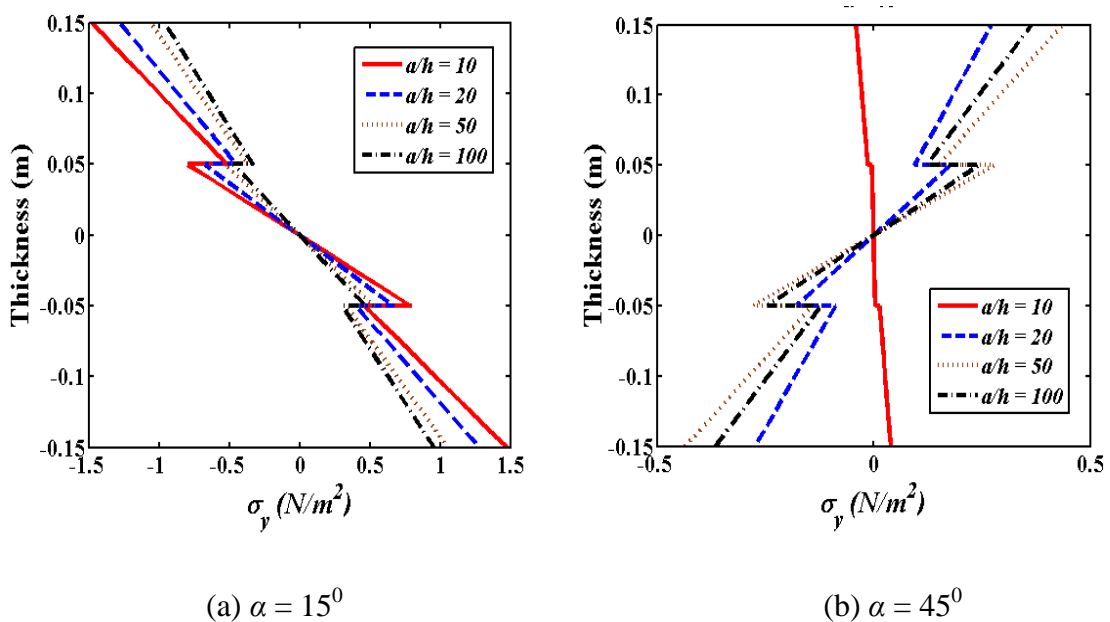 0.15
0.1
0.05
0
-0.05
-0.1
0.15
-1.5
-1
-0.5
0
0.5
1
1.5
Thickness (m)
σy (N/m²)
a/h = 10
a/h = 20
a/h = 50
a/h = 100
(a) α = 15⁰
0.15
0.1
0.05
0
-0.05
-0.1
-0.15
-0.5
0
0.5
Thickness (m)
σy (N/m²)
a/h = 10
a/h = 20
a/h = 50
a/h = 100
(b) α = 45⁰